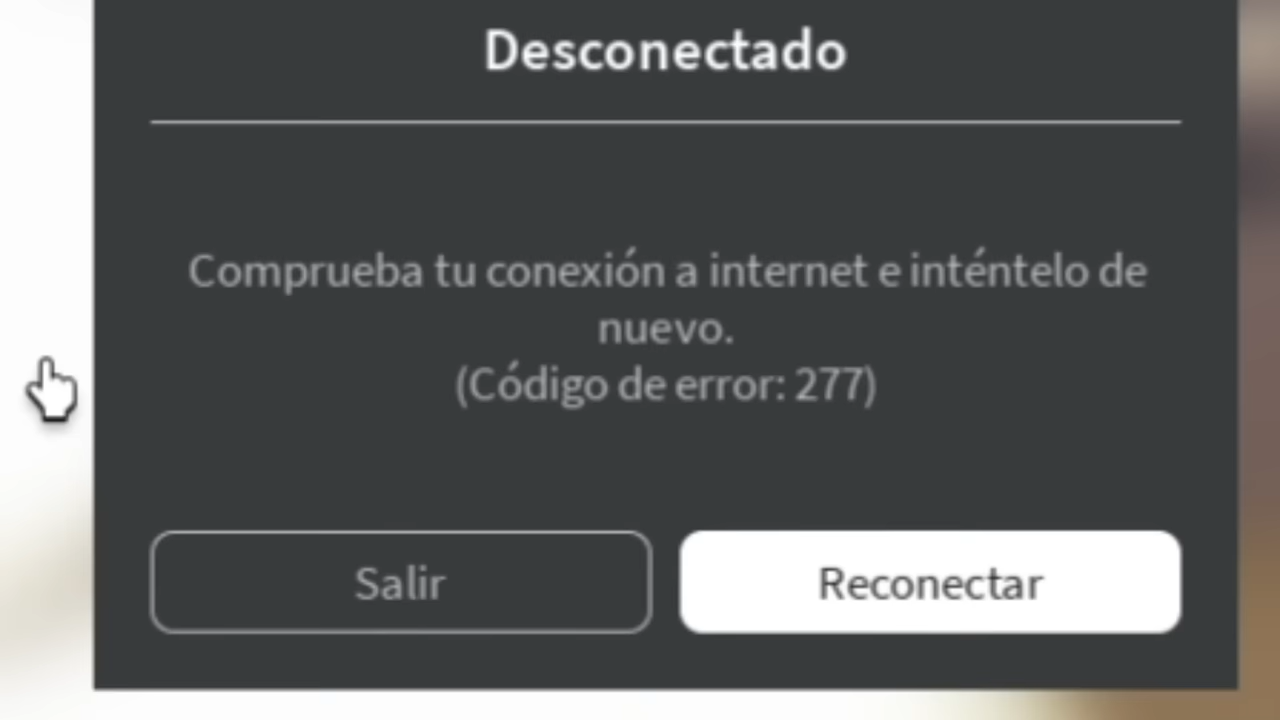 Desconectado
Comprueba tu conexión a internet e inténtelo de
nuevo.
(Código de error: 277)
Salir
Reconectar